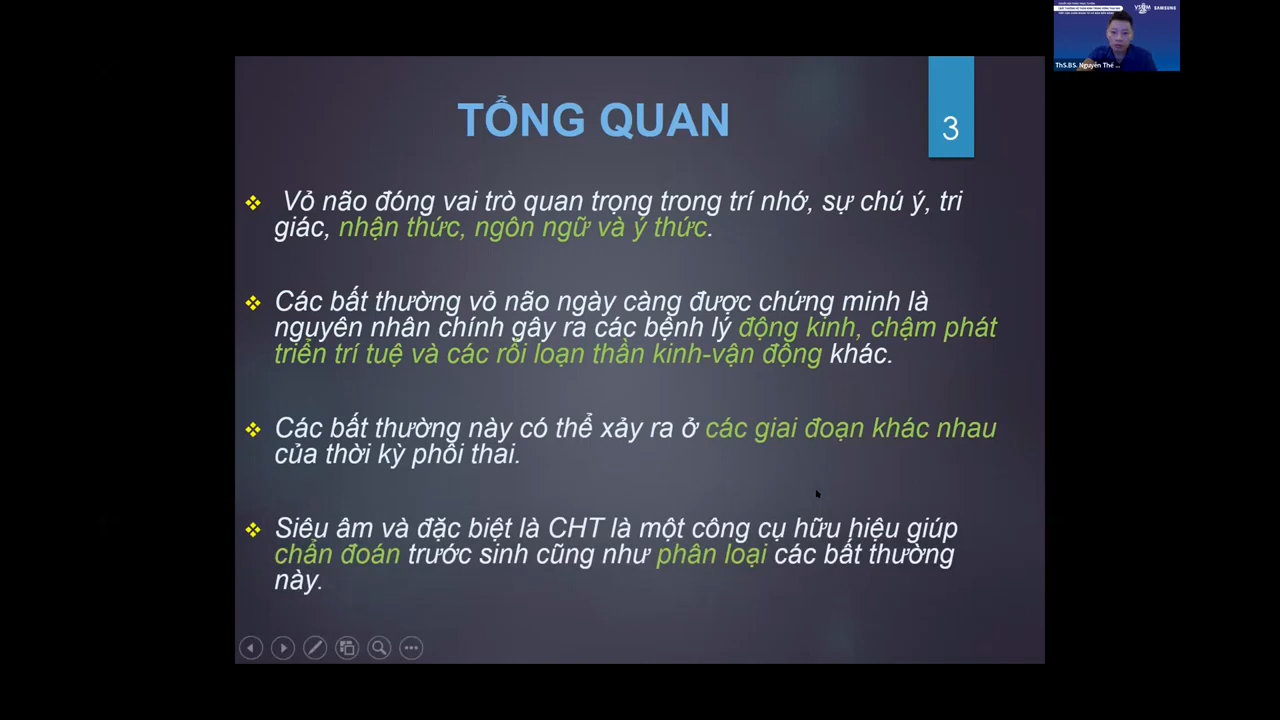 TỔNG QUAN
3
Vỏ não đóng vai trò quan trọng trong trí nhớ, sự chú ý, tri
giác, nhận thức, ngôn ngữ và ý thức.
Các bất thường vỏ não ngày càng được chứng minh là
nguyên nhân chính gây ra các bệnh lý động kinh, chậm phát
triển trí tuệ và các rối loạn thần kinh-vận động khác.
Các bất thường này có thể xảy ra ở các giai đoạn khác nhau
của thời kỳ phôi thai.
Siêu âm và đặc biệt là CHT là một công cụ hữu hiệu giúp
chẩn đoán trước sinh cũng như phân loại các bất thường
này.
SAMSUNG
ThS.BS. Nguyễn Thế ...